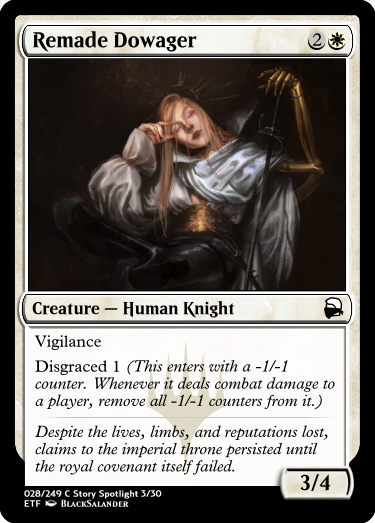 Remade Dowager 2
Creature — Human Knight
Vigilance
Disgraced 1 (This enters with a -1/-1
counter. Whenever it deals combat damage to
a player, remove all -1/-1 counters from it.)
Despite the lives, limbs, and reputations lost,
claims to the imperial throne persisted until
the royal covenant itself failed.
3/4
028/249 C Story Spotlight 3/30
ETF BlackSalander